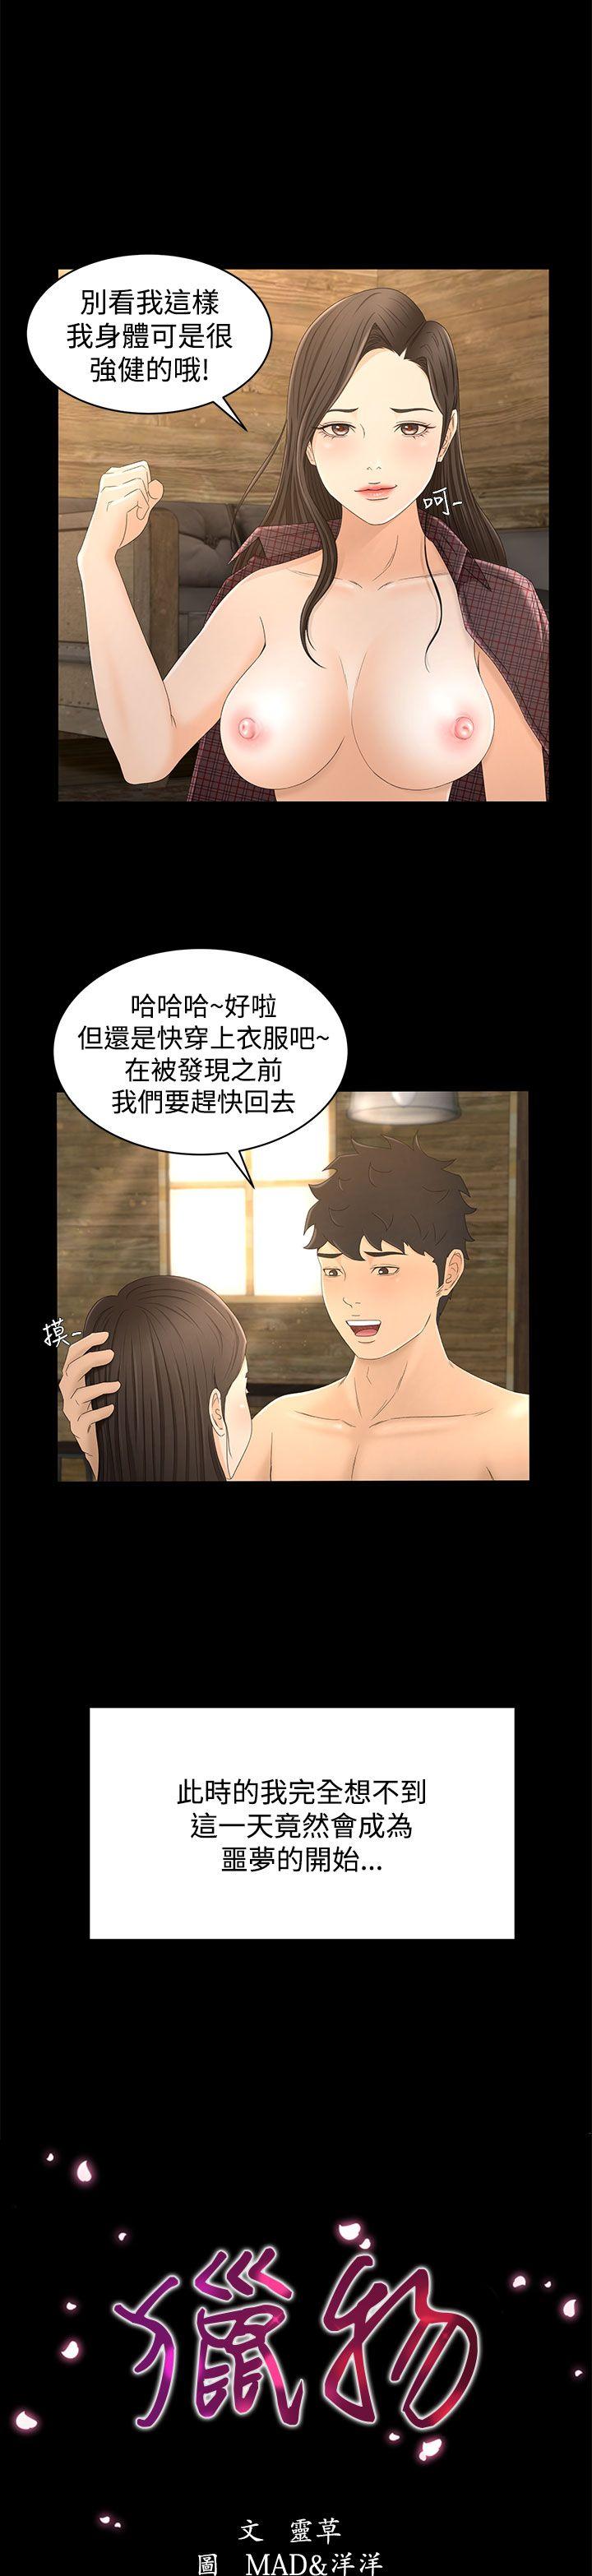 別看我這樣
我身體可是很
強健的哦!
呵~
哈哈哈~好啦
但還是快穿上衣服吧~
在被發現之前
我們要趕快回去
摸~
此時的我完全想不到
這一天竟然會成為
噩夢的開始...
獵物
文 靈草
圖 MAD&洋洋